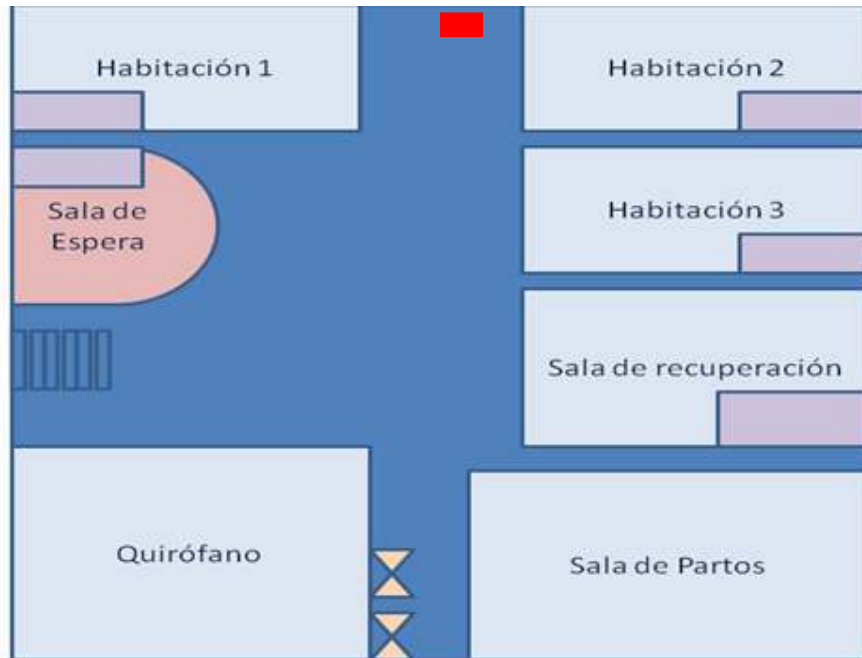 Habitación 1
Habitación 2
Sala de
Espera
Habitación 3
Sala de recuperación
Quirófano
Sala de Partos